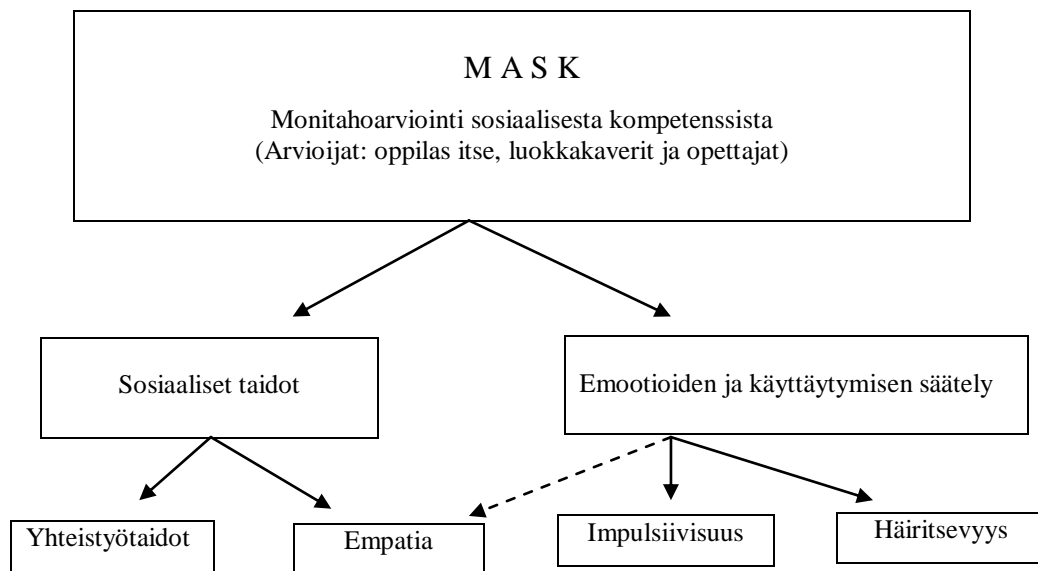 M A S K
Monitahoarviointi sosiaalisesta kompetenssista
(Arvioijat: oppilas itse, luokkakaverit ja opettajat)
Sosiaaliset taidot
Emootioiden ja käyttäytymisen säätely
Yhteistyötaidot
Empatia
Impulsiivisuus
Häiritsevyys